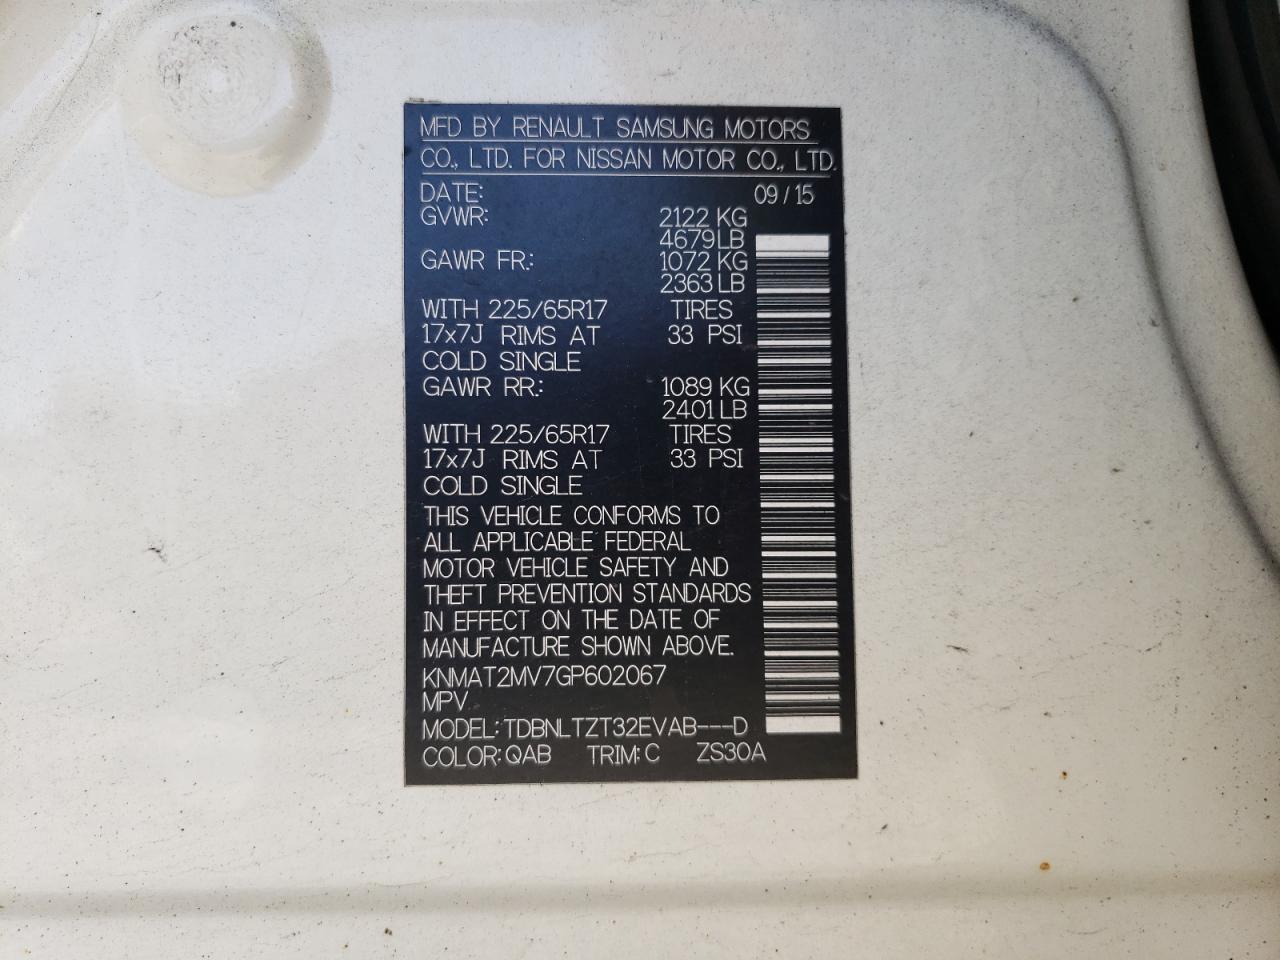 MFD BY RENAULT SAMSUNG MOTORS
CO., LTD. FOR NISSAN MOTOR CO., LTD.
DATE: 09/15
GVWR: 2122 KG
4679 LB
GAWR FR.: 1072 KG
2363 LB
WITH 225/65R17 TIRES
17x7J RIMS AT 33 PSI
COLD SINGLE
GAWR RR.: 1089 KG
2401 LB
WITH 225/65R17 TIRES
17x7J RIMS AT 33 PSI
COLD SINGLE
THIS VEHICLE CONFORMS TO
ALL APPLICABLE FEDERAL
MOTOR VEHICLE SAFETY AND
THEFT PREVENTION STANDARDS
IN EFFECT ON THE DATE OF
MANUFACTURE SHOWN ABOVE.
KNMAT2MV7GP602067
MPV
MODEL: TDBNLTZT32EVAB---D
COLOR: QAB TRIM: C ZS30A